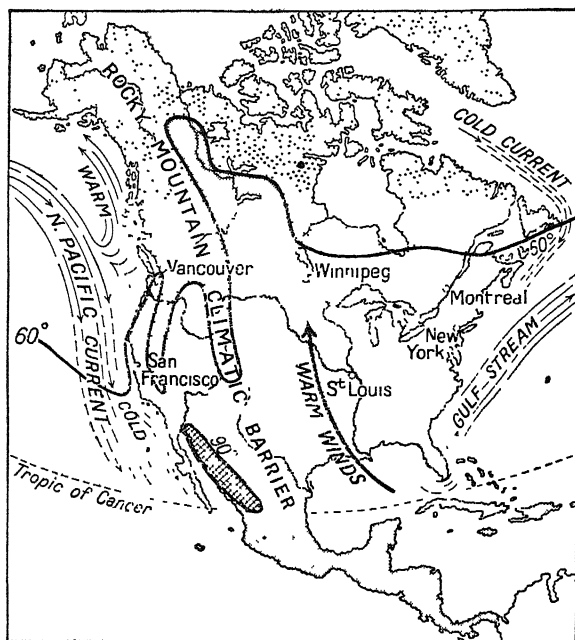 ROCKY MOUNTAIN CLIMATIC BARRIER
COLD CURRENT
WARM
N. PACIFIC CURRENT
50°
Vancouver
Winnipeg
Montreal
New
York
60°
San
Francisco
St Louis
GULF STREAM
COLD
WARM WINDS
90°
Tropic of Cancer